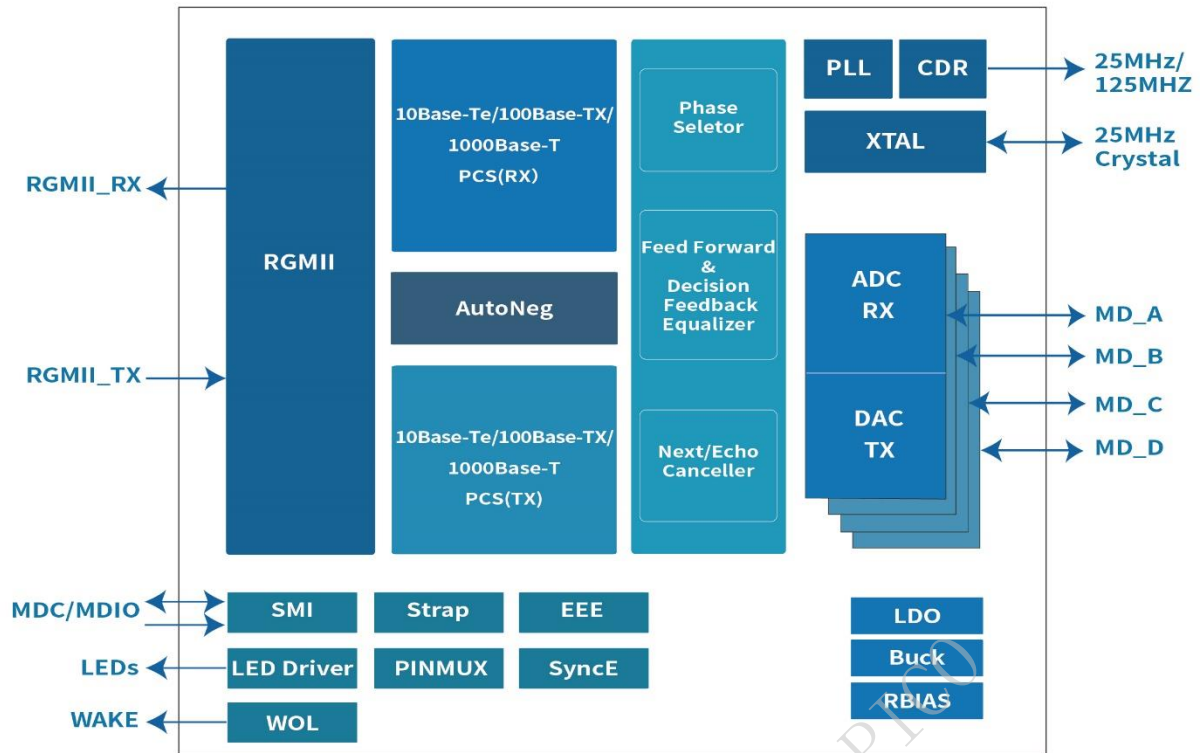 RGMII_RX
RGMII_TX
RGMII
10Base-Te/100Base-TX/
1000Base-T
PCS(RX)
AutoNeg
10Base-Te/100Base-TX/
1000Base-T
PCS(TX)
Phase
Seletor
Feed Forward
&
Decision
Feedback
Equalizer
Next/Echo
Canceller
PLL
CDR
25MHz/
125MHZ
XTAL
25MHz
Crystal
ADC
RX
DAC
TX
MD_A
MD_B
MD_C
MD_D
MDC/MDIO
SMI
Strap
EEE
LEDs
LED Driver
PINMUX
SyncE
WAKE
WOL
LDO
Buck
RBIAS